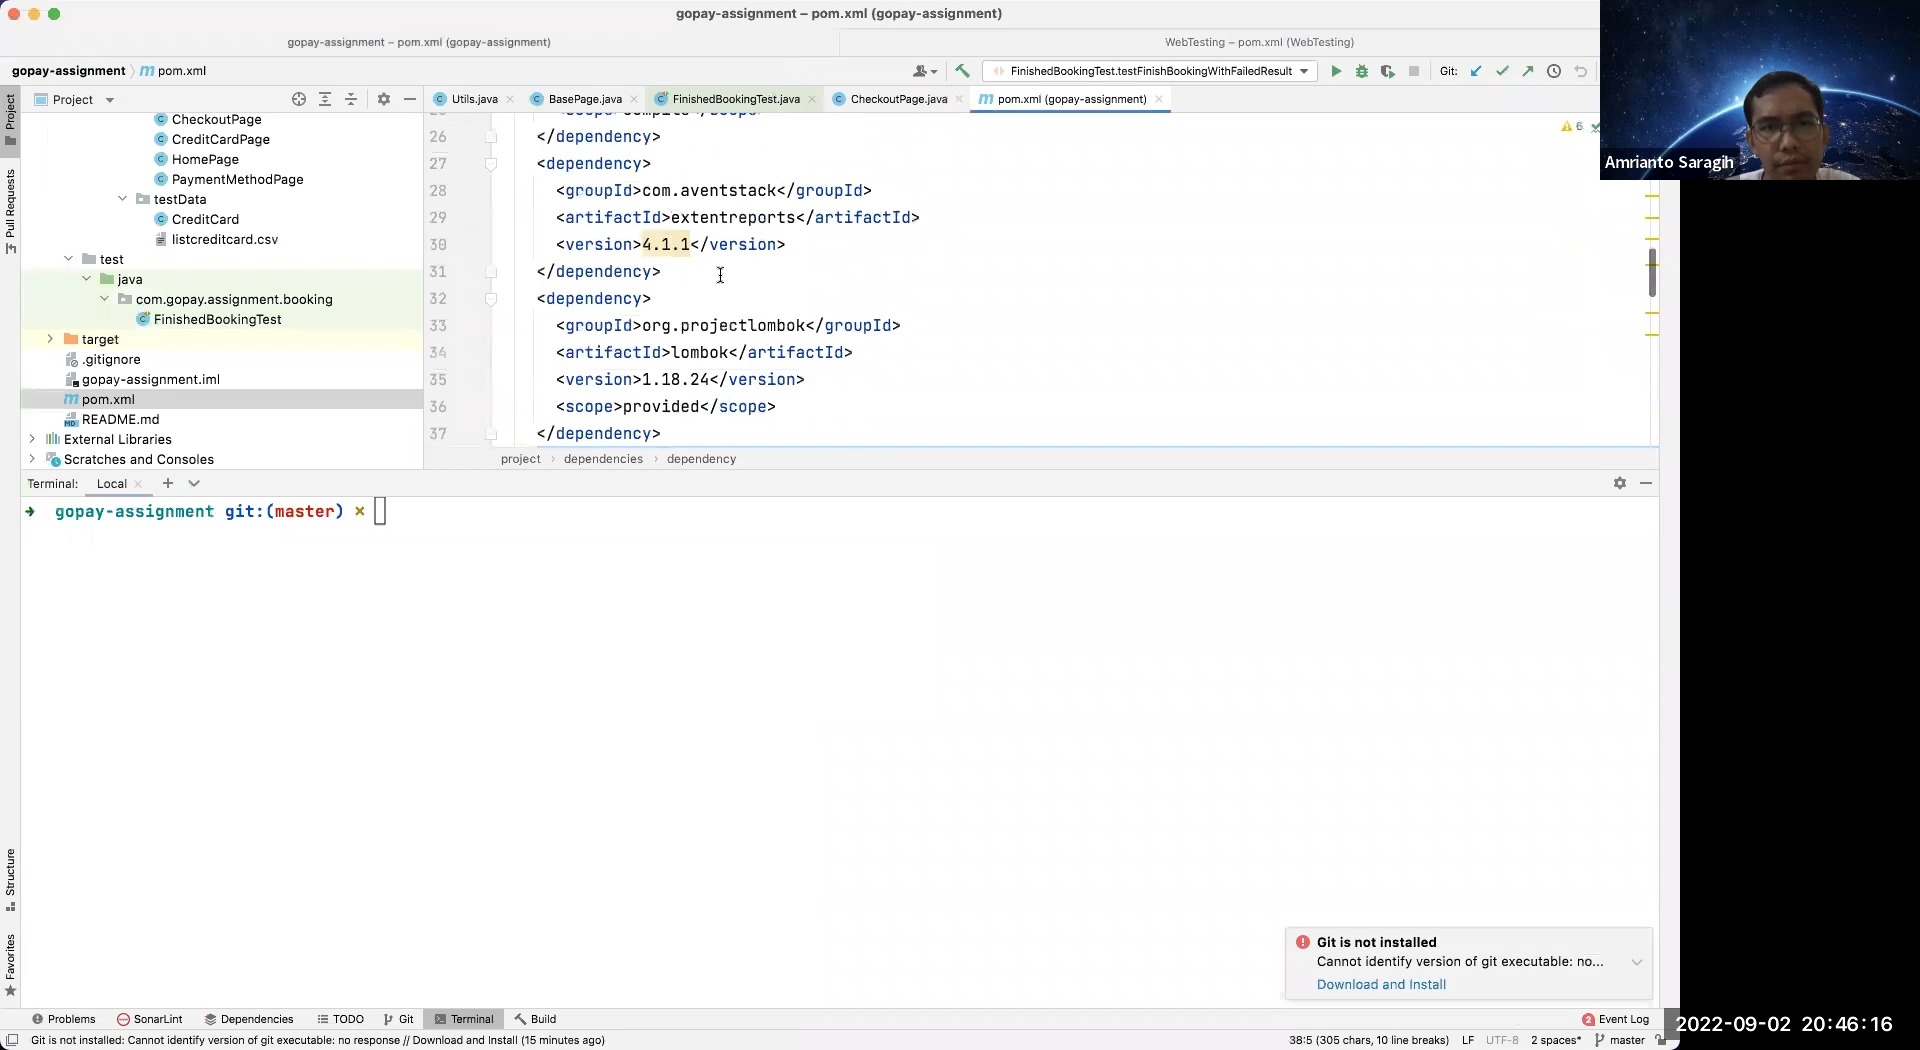 gopay-assignment – pom.xml (gopay-assignment)
gopay-assignment – pom.xml (gopay-assignment)
WebTesting – pom.xml (WebTesting)
gopay-assignment
pom.xml
FinishedBookingTest.testFinishBookingWithFailedResult
Git:
Project
Utils.java
BasePage.java
FinishedBookingTest.java
CheckoutPage.java
pom.xml (gopay-assignment)
Project
Pull Requests
CheckoutPage
CreditCardPage
HomePage
PaymentMethodPage
testData
CreditCard
listcreditcard.csv
test
java
com.gopay.assignment.booking
FinishedBookingTest
target
.gitignore
gopay-assignment.iml
pom.xml
README.md
External Libraries
Scratches and Consoles
6
26 </dependency>
27 <dependency>
28 <groupId>com.aventstack</groupId>
29 <artifactId>extentreports</artifactId>
30 <version>4.1.1</version>
31 </dependency>
32 <dependency>
33 <groupId>org.projectlombok</groupId>
34 <artifactId>lombok</artifactId>
35 <version>1.18.24</version>
36 <scope>provided</scope>
37 </dependency>
project
dependencies
dependency
Amrianto Saragih
Terminal:
Local
gopay-assignment git:(master) ×
Structure
Favorites
Git is not installed
Cannot identify version of git executable: no...
Download and Install
Problems
SonarLint
Dependencies
TODO
Git
Terminal
Build
2 Event Log
Git is not installed: Cannot identify version of git executable: no response // Download and Install (15 minutes ago)
38:5 (305 chars, 10 line breaks)
LF
UTF-8
2 spaces*
master
2022-09-02 20:46:16